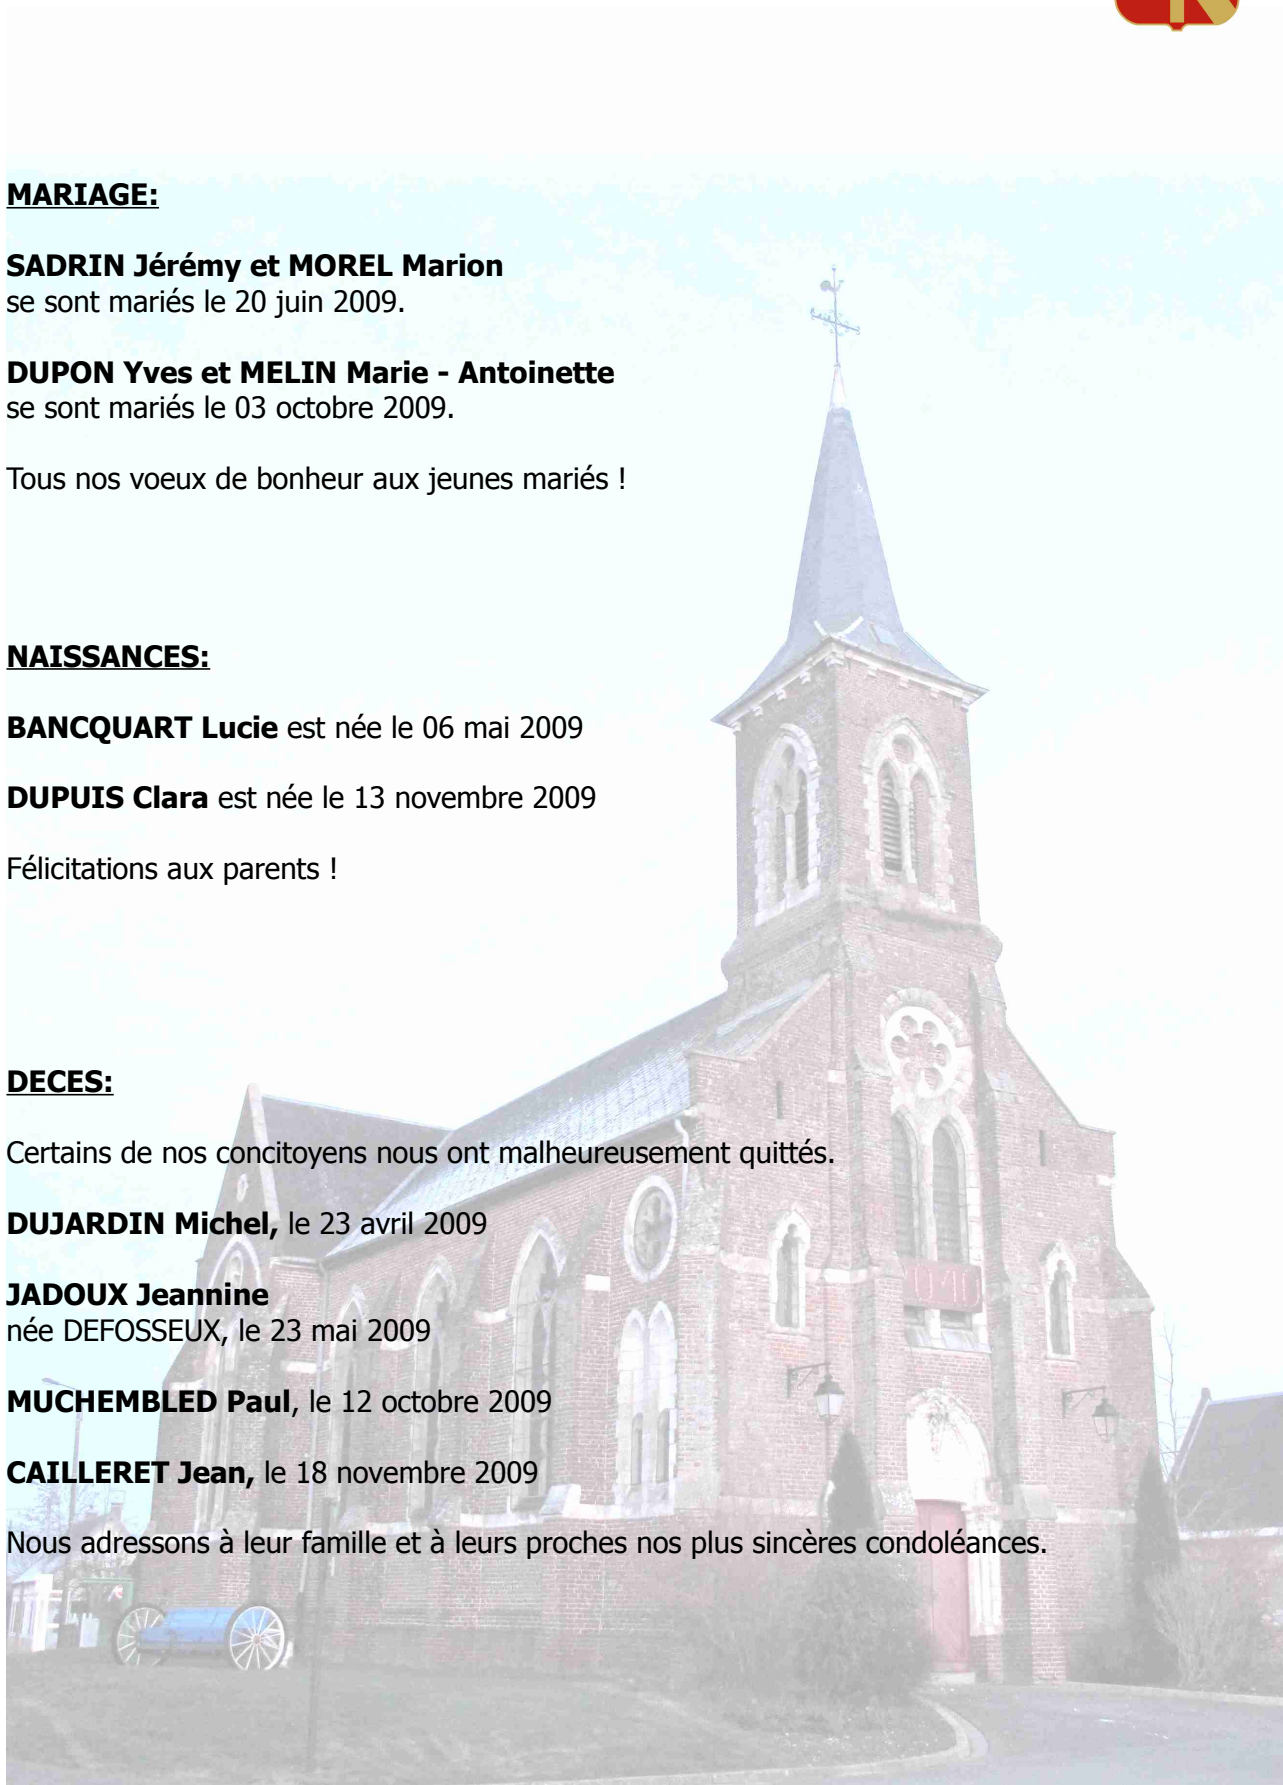 MARIAGE:
SADRIN Jérémy et MOREL Marion
se sont mariés le 20 juin 2009.
DUPON Yves et MELIN Marie - Antoinette
se sont mariés le 03 octobre 2009.
Tous nos voeux de bonheur aux jeunes mariés !
NAISSANCES:
BANCQUART Lucie est née le 06 mai 2009
DUPUIS Clara est née le 13 novembre 2009
Félicitations aux parents !
DECES:
Certains de nos concitoyens nous ont malheureusement quittés.
DUJARDIN Michel, le 23 avril 2009
JADOUX Jeannine
née DEFOSSEUX, le 23 mai 2009
MUCHEMBLED Paul, le 12 octobre 2009
CAILLERET Jean, le 18 novembre 2009
Nous adressons à leur famille et à leurs proches nos plus sincères condoléances.